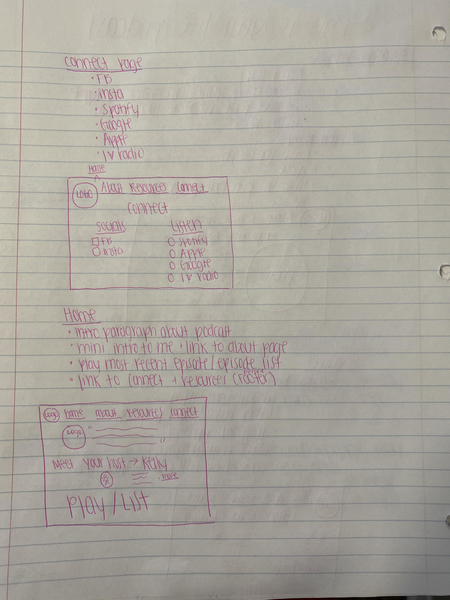 Connect Page
• FB
• insta
• Spotify
• Google
• Apple
• IV radio
Home
LOGO About Resources Connect
Connect
Socials Listen
FB Spotify
insta Apple
Google
IV radio
Home
• intro paragraph about podcast
• mini intro to me + link to about page
• play most recent episode / episode list
• link to connect + resources
LOGO Home about resources connect
LOGO
Meet your host → Kelly
more
Play / List